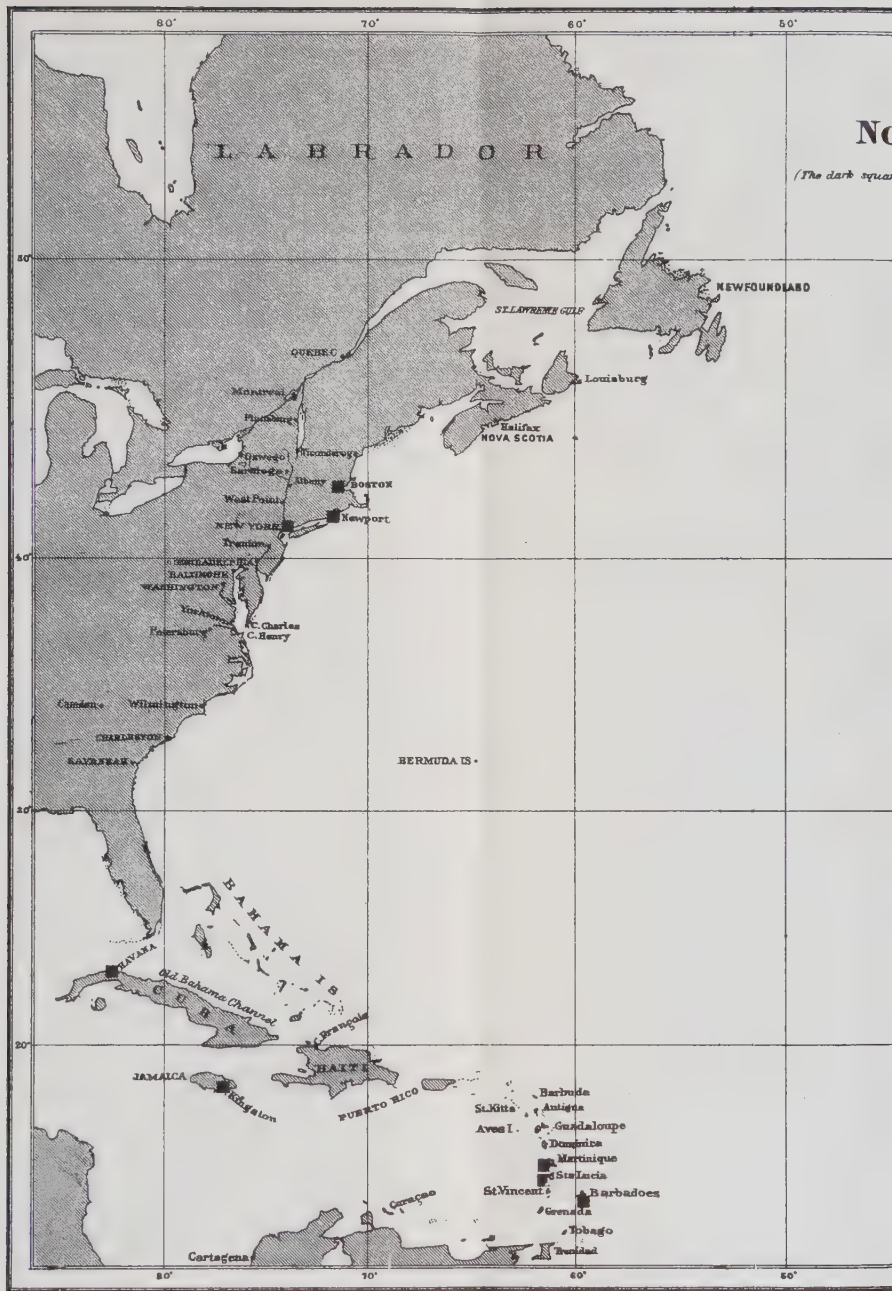 80° 70° 60° 50°
No
(The dark squar
LABRADOR
50°
NEWFOUNDLAND
ST. LAWRENCE GULF
QUEBEC
Louisburg
Montreal
Halifax
NOVA SCOTIA
Oswego
Ticonderoga
Saratoga
Albany
BOSTON
West Point
Newport
NEW YORK
Trenton
40°
PHILADELPHIA
BALTIMORE
WASHINGTON
Yorktown
C. Charles
Petersburg
C. Henry
Camden
Wilmington
CHARLESTON
SAVANNAH
BERMUDA IS
BAHAMA IS
HAVANA
Old Bahama Channel
CUBA
C. François
20°
HAITI
JAMAICA
Kingston
PUERTO RICO
Barbuda
St. Kitts
Antigua
Aves I.
Guadaloupe
Dominica
Martinique
Sta Lucia
St. Vincent
Barbadoes
Curaçao
Grenada
Tobago
Cartagena
Trinidad
80° 70° 60° 50°